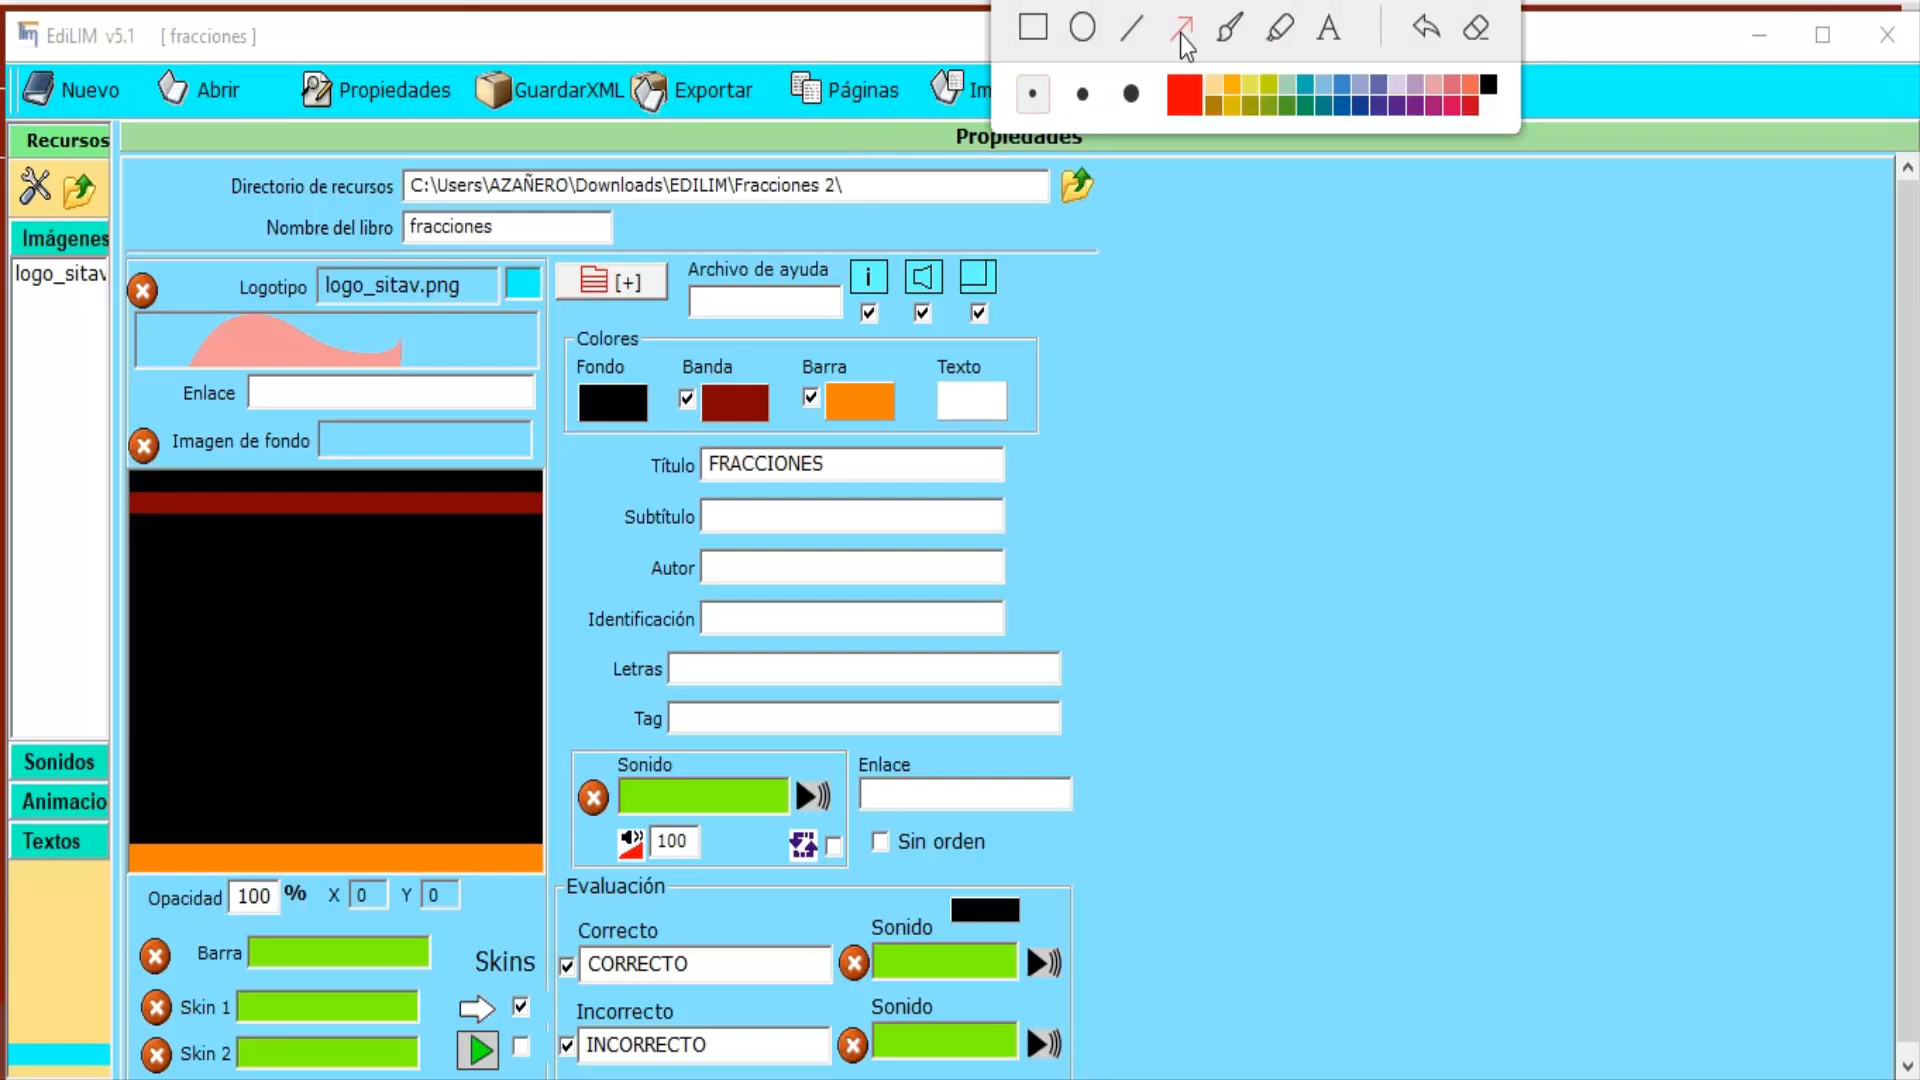 EdiLIM v5.1 [ fracciones ]
Nuevo Abrir Propiedades GuardarXML Exportar Páginas Im
Recursos
Propiedades
Directorio de recursos C:\Users\AZAÑERO\Downloads\EDILIM\Fracciones 2\
Nombre del libro fracciones
Imágenes
logo_sitav
Logotipo logo_sitav.png
[+]
Archivo de ayuda
i
Colores
Fondo Banda Barra Texto
Enlace
Imagen de fondo
Título FRACCIONES
Subtítulo
Autor
Identificación
Letras
Tag
Sonido
Enlace
100
Sin orden
Sonidos
Animacio
Textos
Opacidad 100 % X 0 Y 0
Barra
Skins
Skin 1
Skin 2
Evaluación
Correcto
Sonido
CORRECTO
Incorrecto
Sonido
INCORRECTO
A